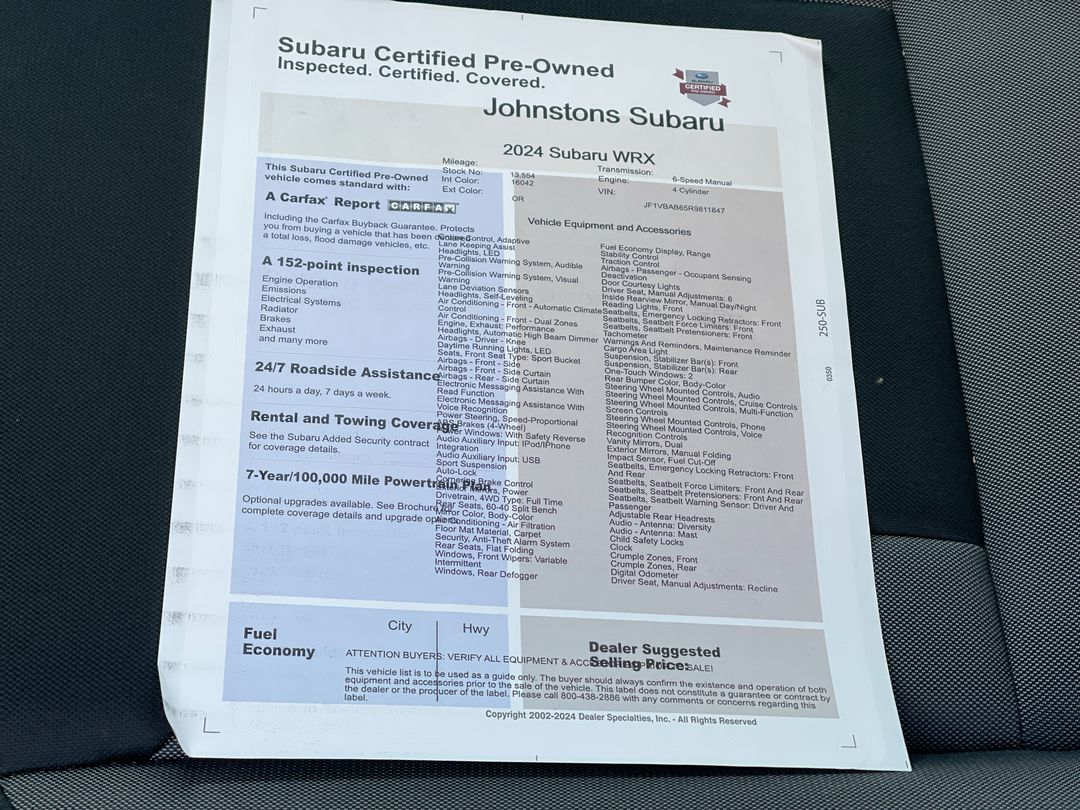 Subaru Certified Pre-Owned
Inspected. Certified. Covered.
SUBARU
CERTIFIED
PRE-OWNED
Johnstons Subaru
2024 Subaru WRX
Mileage: 13,554
Stock No: 16042
Int Color:
Ext Color: OR
Transmission: 6-Speed Manual
Engine: 4 Cylinder
VIN: JF1VBAB65R9811847
This Subaru Certified Pre-Owned
vehicle comes standard with:
A Carfax® Report CARFAX
Including the Carfax Buyback Guarantee. Protects
you from buying a vehicle that has been
a total loss, flood damage vehicles, etc.
A 152-point inspection
Engine Operation
Emissions
Electrical Systems
Radiator
Brakes
Exhaust
and many more
24/7 Roadside Assistance
24 hours a day, 7 days a week.
Rental and Towing Coverage
See the Subaru Added Security contract
for coverage details.
7-Year/100,000 Mile Powertrain Plan
Optional upgrades available. See Brochure for
complete coverage details and upgrade options.
Vehicle Equipment and Accessories
Cruise Control, Adaptive
Lane Keeping Assist
Headlights, LED
Pre-Collision Warning System, Audible
Warning
Pre-Collision Warning System, Visual
Warning
Lane Deviation Sensors
Headlights, Self-Leveling
Air Conditioning - Front - Automatic Climate
Control
Air Conditioning - Front - Dual Zones
Engine, Exhaust: Performance
Headlights, Automatic High Beam Dimmer
Airbags - Driver - Knee
Daytime Running Lights, LED
Seats, Front Seat Type: Sport Bucket
Airbags - Front - Side
Airbags - Front - Side Curtain
Airbags - Rear - Side Curtain
Electronic Messaging Assistance With
Read Function
Electronic Messaging Assistance With
Voice Recognition
Power Steering, Speed-Proportional
ABS Brakes (4-Wheel)
Power Windows: With Safety Reverse
Audio Auxiliary Input: IPod/IPhone
Integration
Audio Auxiliary Input: USB
Sport Suspension
Auto-Lock
Cornering Brake Control
Exterior Mirrors, Power
Drivetrain, 4WD Type: Full Time
Rear Seats, 60-40 Split Bench
Mirror Color, Body-Color
Air Conditioning - Air Filtration
Floor Mat Material, Carpet
Security, Anti-Theft Alarm System
Rear Seats, Flat Folding
Windows, Front Wipers: Variable
Intermittent
Windows, Rear Defogger
Fuel Economy Display, Range
Stability Control
Traction Control
Airbags - Passenger - Occupant Sensing
Deactivation
Door Courtesy Lights
Driver Seat, Manual Adjustments: 6
Inside Rearview Mirror, Manual Day/Night
Reading Lights, Front
Seatbelts, Emergency Locking Retractors: Front
Seatbelts, Seatbelt Force Limiters: Front
Seatbelts, Seatbelt Pretensioners: Front
Tachometer
Warnings And Reminders, Maintenance Reminder
Cargo Area Light
Suspension, Stabilizer Bar(s): Front
Suspension, Stabilizer Bar(s): Rear
One-Touch Windows: 2
Rear Bumper Color, Body-Color
Steering Wheel Mounted Controls, Audio
Steering Wheel Mounted Controls, Cruise Controls
Steering Wheel Mounted Controls, Multi-Function
Screen Controls
Steering Wheel Mounted Controls, Phone
Steering Wheel Mounted Controls, Voice
Recognition Controls
Vanity Mirrors, Dual
Exterior Mirrors, Manual Folding
Impact Sensor, Fuel Cut-Off
Seatbelts, Emergency Locking Retractors: Front
And Rear
Seatbelts, Seatbelt Force Limiters: Front And Rear
Seatbelts, Seatbelt Pretensioners: Front And Rear
Seatbelts, Seatbelt Warning Sensor: Driver And
Passenger
Adjustable Rear Headrests
Audio - Antenna: Diversity
Audio - Antenna: Mast
Child Safety Locks
Clock
Crumple Zones, Front
Crumple Zones, Rear
Digital Odometer
Driver Seat, Manual Adjustments: Recline
250-SUB
0350
Fuel
Economy
City
Hwy
Dealer Suggested
Selling Price:
ATTENTION BUYERS: VERIFY ALL EQUIPMENT & SALE!
This vehicle list is to be used as a guide only. The buyer should always confirm the existence and operation of both
equipment and accessories prior to the sale of the vehicle. This label does not constitute a guarantee or contract by
the dealer or the producer of the label. Please call 800-438-2886 with any comments or concerns regarding this
label.
Copyright 2002-2024 Dealer Specialties, Inc. - All Rights Reserved